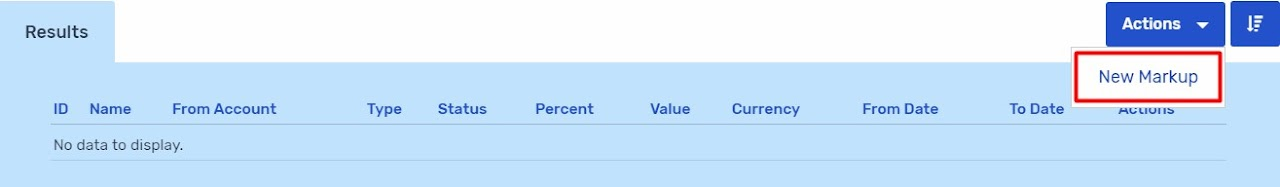 Results
Actions
New Markup
ID Name From Account Type Status Percent Value Currency From Date To Date Actions
No data to display.